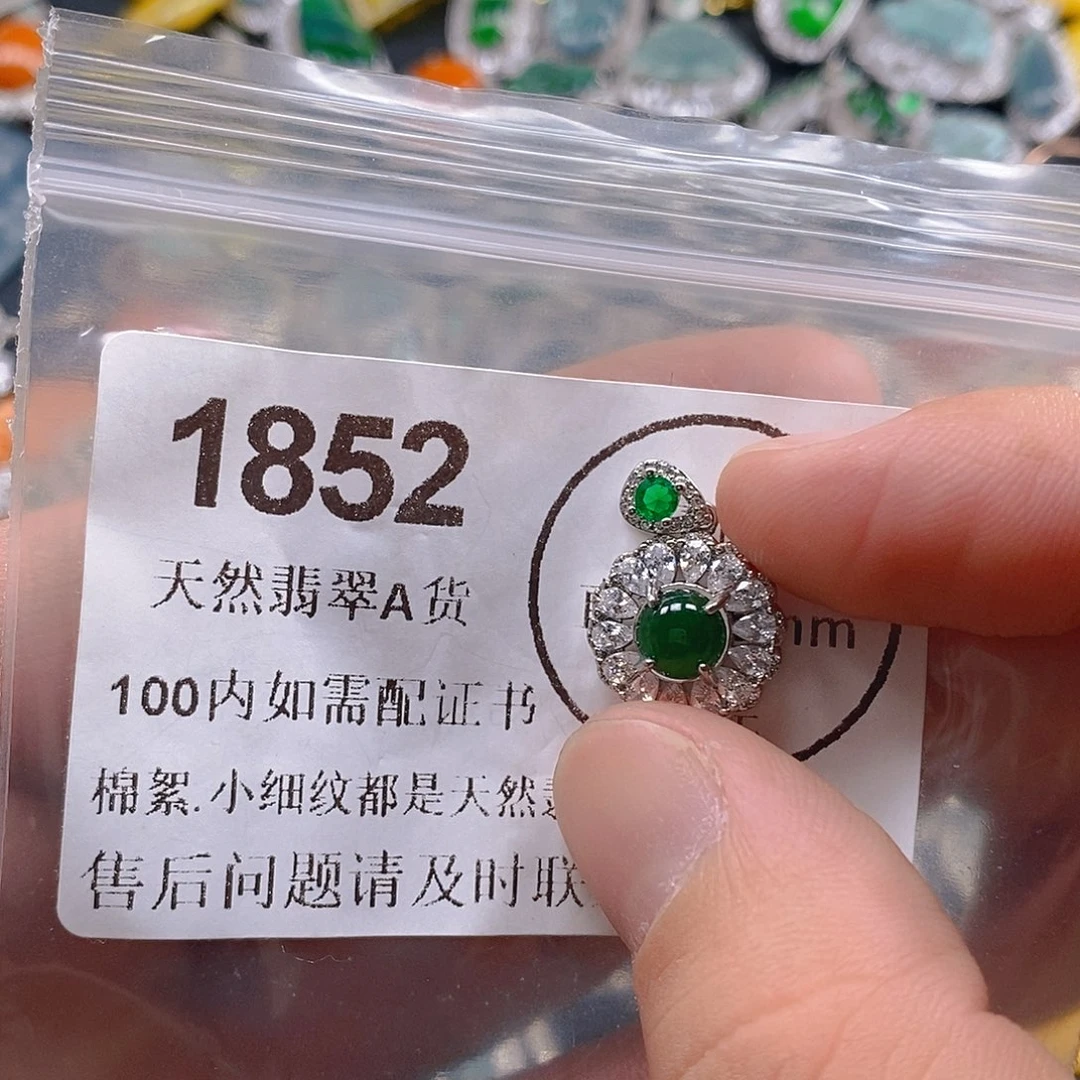 1852
天然翡翠A货
mm
100内如需配证书
棉絮.小细纹都是天然
售后问题请及时联